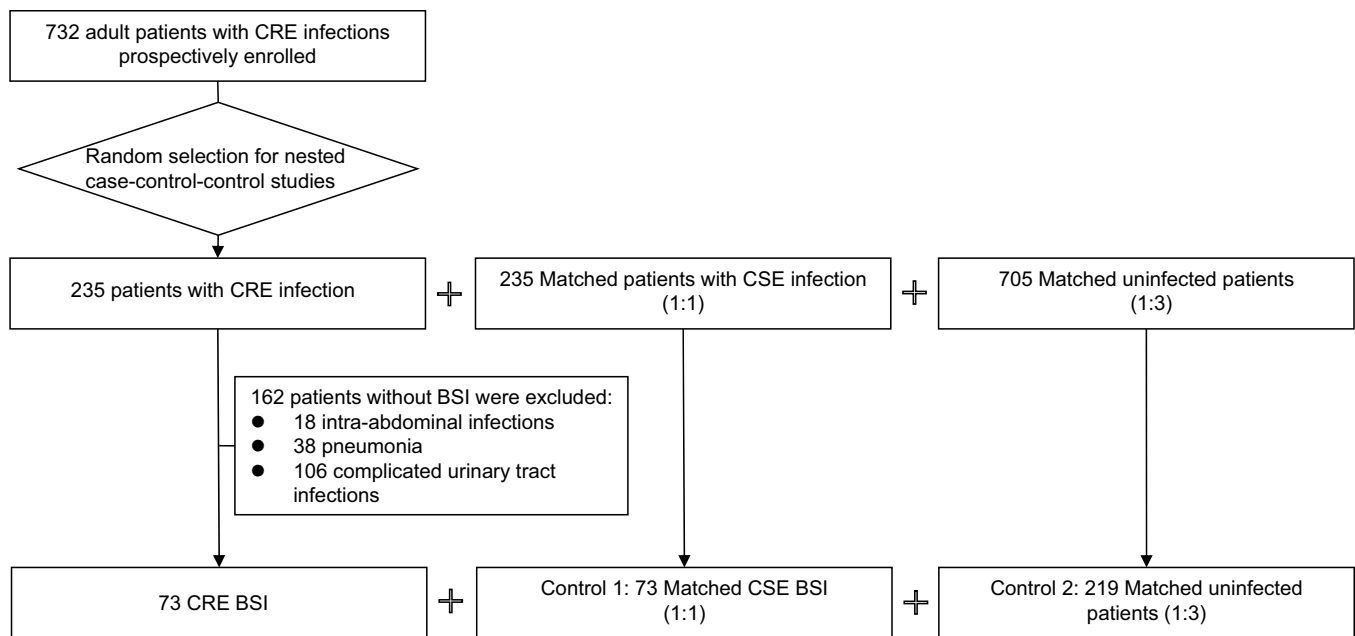 732 adult patients with CRE infections
prospectively enrolled
Random selection for nested
case-control-control studies
235 patients with CRE infection
235 Matched patients with CSE infection
(1:1)
705 Matched uninfected patients
(1:3)
162 patients without BSI were excluded:
● 18 intra-abdominal infections
● 38 pneumonia
● 106 complicated urinary tract
infections
73 CRE BSI
Control 1: 73 Matched CSE BSI
(1:1)
Control 2: 219 Matched uninfected
patients (1:3)